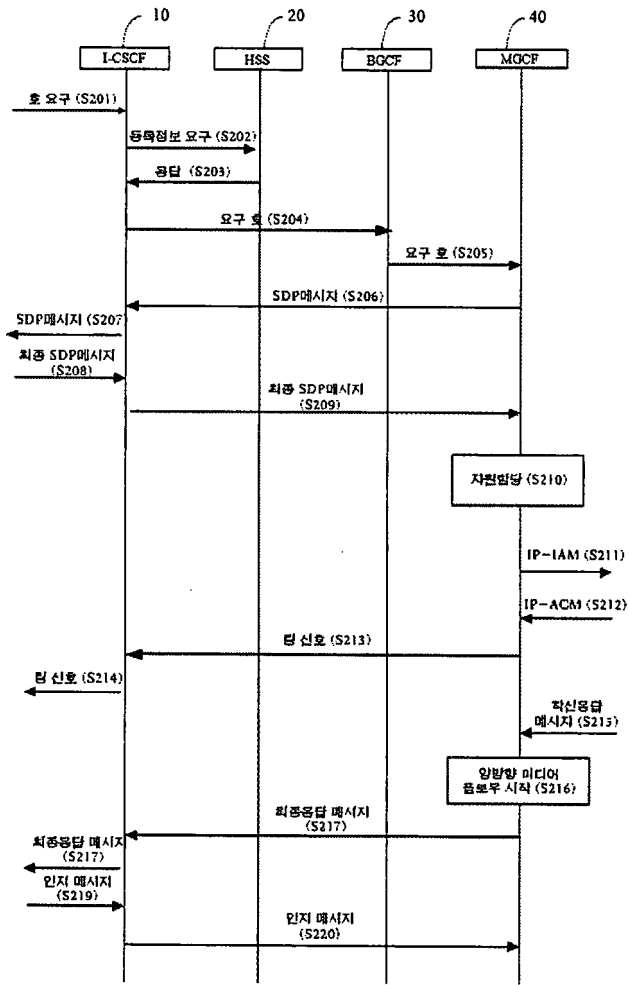 10
20
30
40
I-CSCF
HSS
BGCF
MGCF
호 요구 (S201)
등록정보 요구 (S202)
응답 (S203)
요구 호 (S204)
요구 호 (S205)
SDP메시지 (S206)
SDP메시지 (S207)
최종 SDP메시지
(S208)
최종 SDP메시지
(S209)
자원할당 (S210)
IP-IAM (S211)
IP-ACM (S212)
링 신호 (S213)
링 신호 (S214)
착신응답
메시지 (S215)
양방향 미디어
플로우 시작 (S216)
최종응답 메시지
(S217)
최종응답 메시지
(S217)
인지 메시지
(S219)
인지 메시지
(S220)